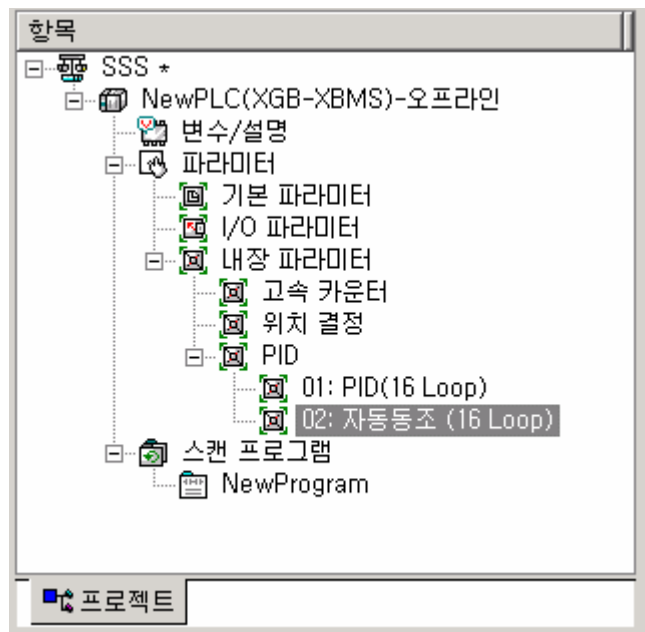 항목
SSS *
NewPLC(XGB-XBMS)-오프라인
변수/설명
파라미터
기본 파라미터
I/O 파라미터
내장 파라미터
고속 카운터
위치 결정
PID
01: PID(16 Loop)
02: 자동동조 (16 Loop)
스캔 프로그램
NewProgram
프로젝트